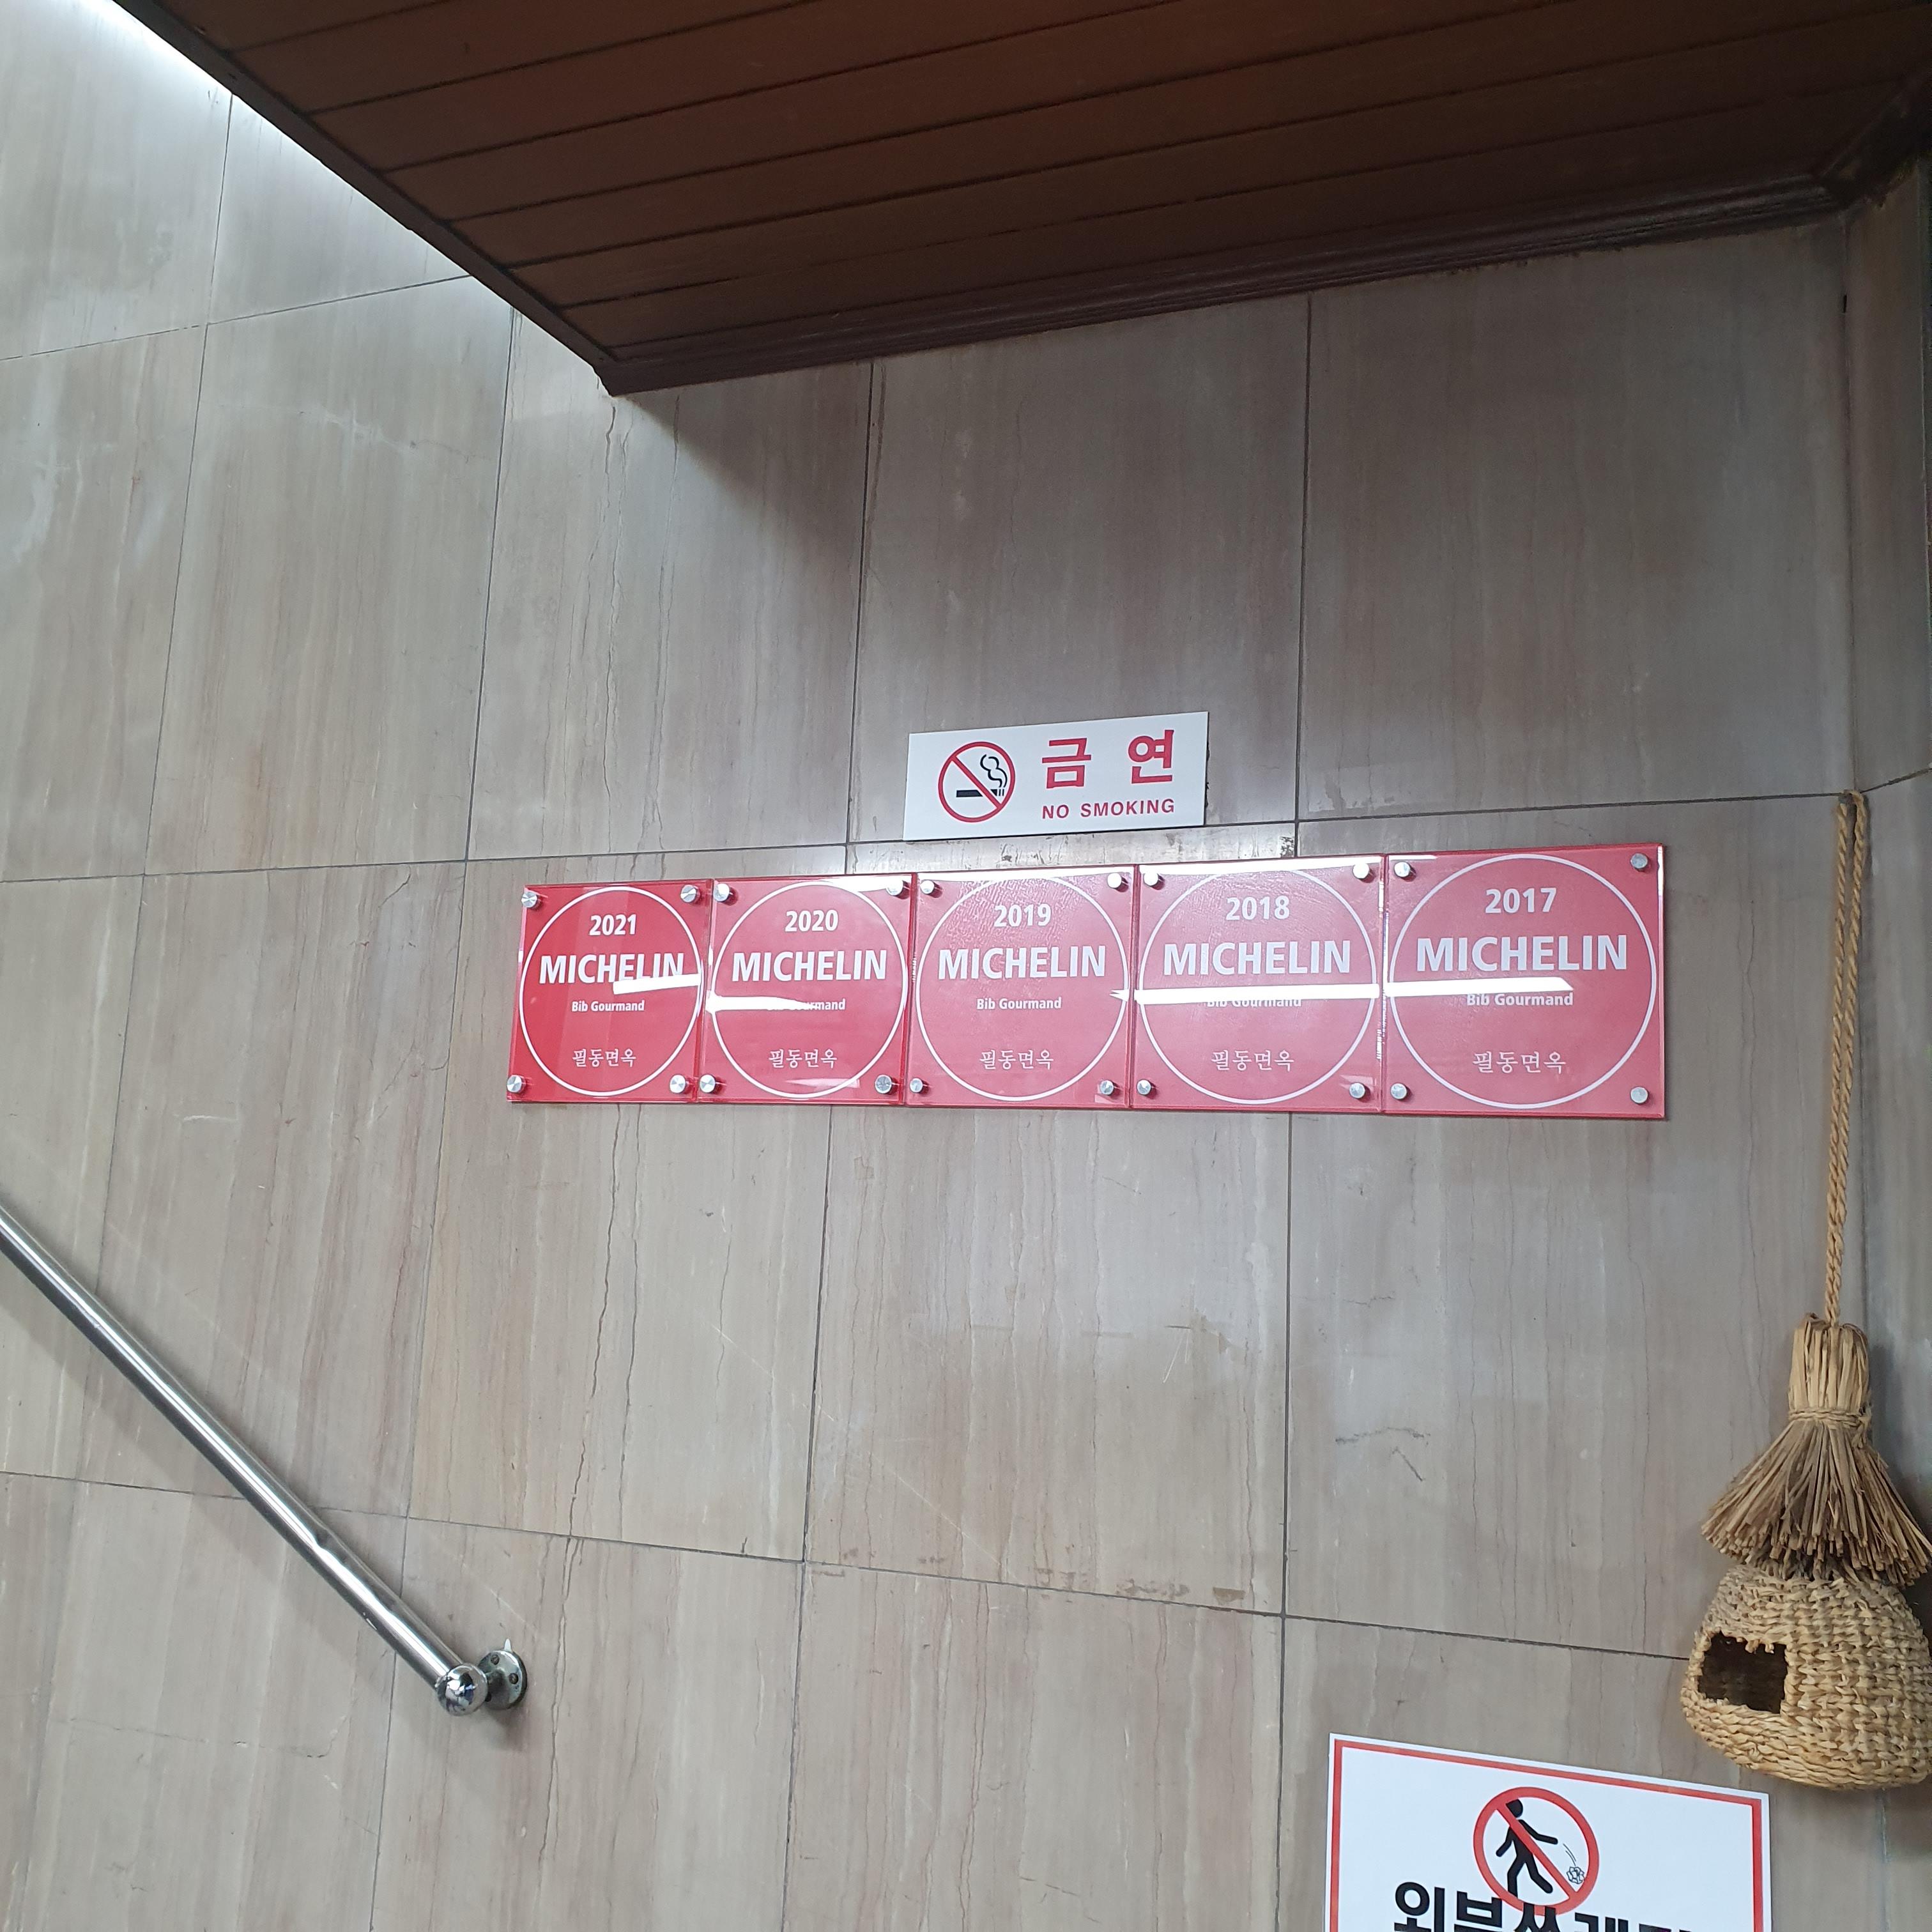 금 연
NO SMOKING
2021
MICHELIN
Bib Gourmand
필동면옥
2020
MICHELIN
Bib Gourmand
필동면옥
2019
MICHELIN
Bib Gourmand
필동면옥
2018
MICHELIN
Bib Gourmand
필동면옥
2017
MICHELIN
Bib Gourmand
필동면옥